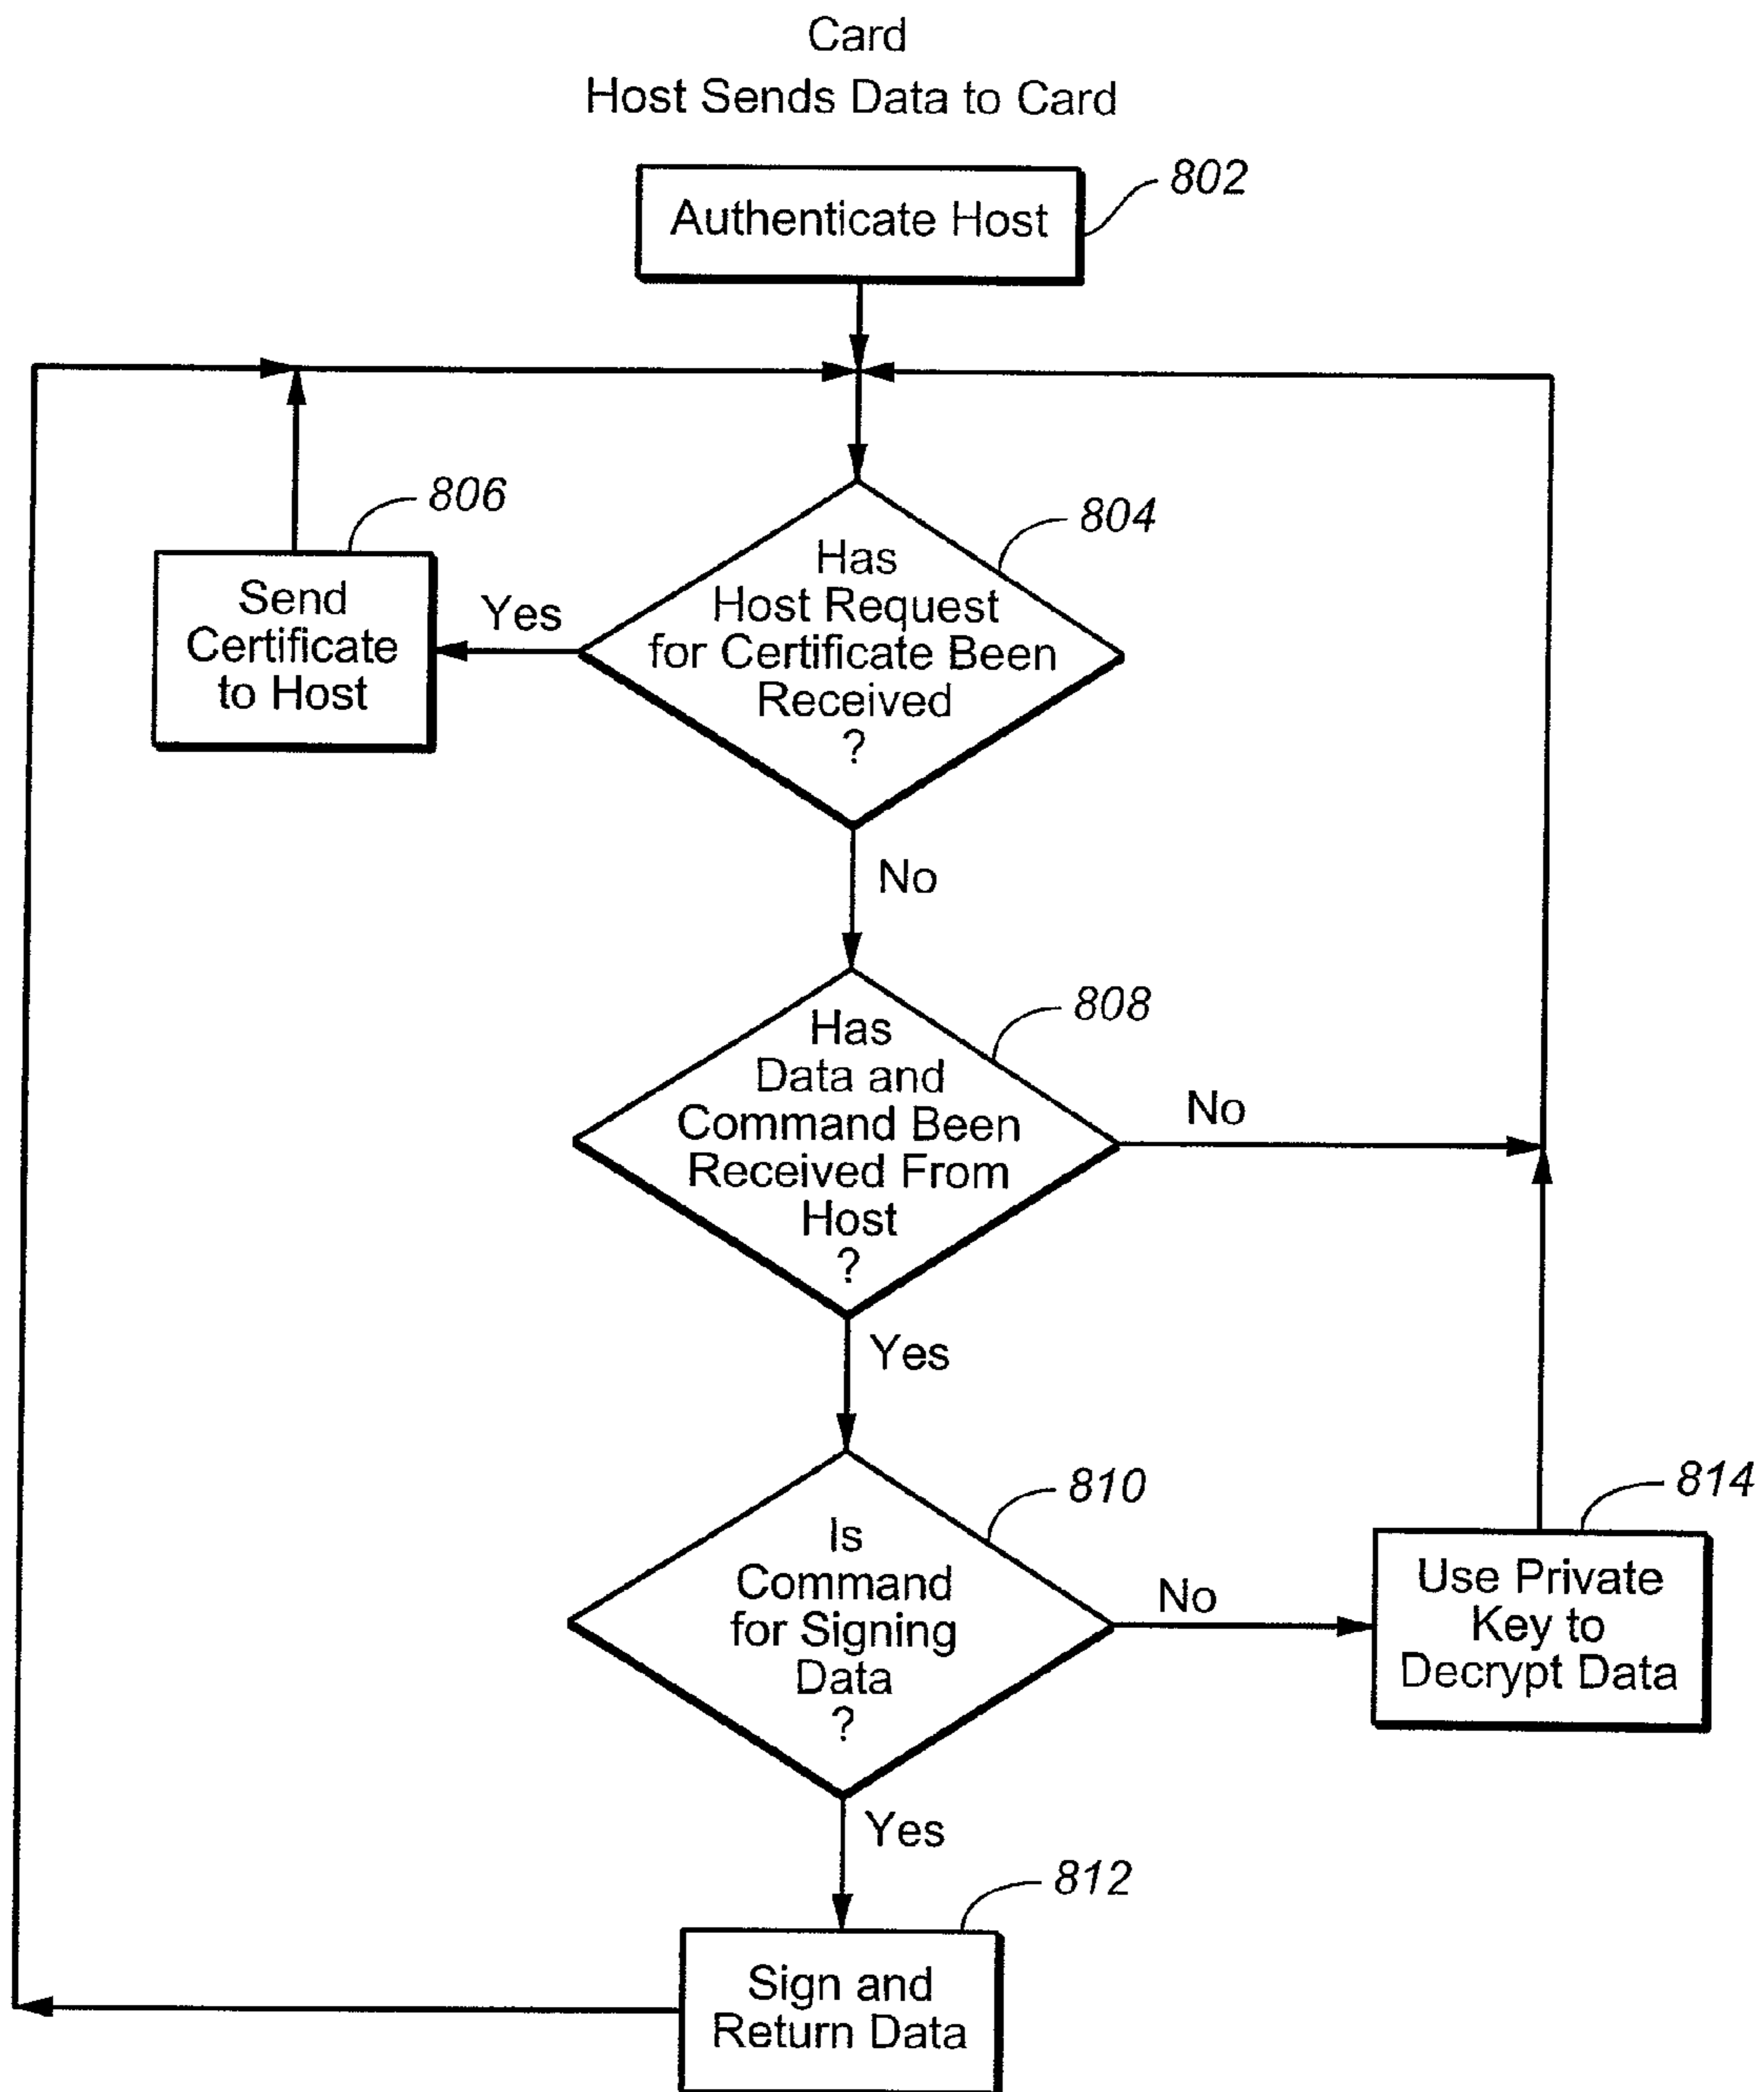 Card
Host Sends Data to Card
802
Authenticate Host
806
804
Send
Certificate
to Host
Yes
Has
Host Request
for Certificate Been
Received
?
No
808
Has
Data and
Command Been
Received From
Host
?
No
Yes
810
814
Is
Command
for Signing
Data
?
No
Use Private
Key to
Decrypt Data
Yes
812
Sign and
Return Data